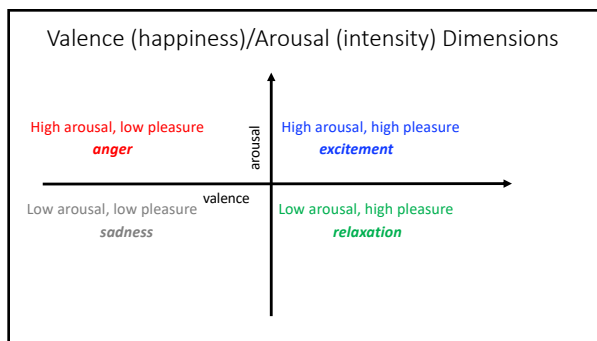 Valence (happiness)/Arousal (intensity) Dimensions
High arousal, low pleasure
anger
arousal
High arousal, high pleasure
excitement
valence
Low arousal, low pleasure
sadness
Low arousal, high pleasure
relaxation